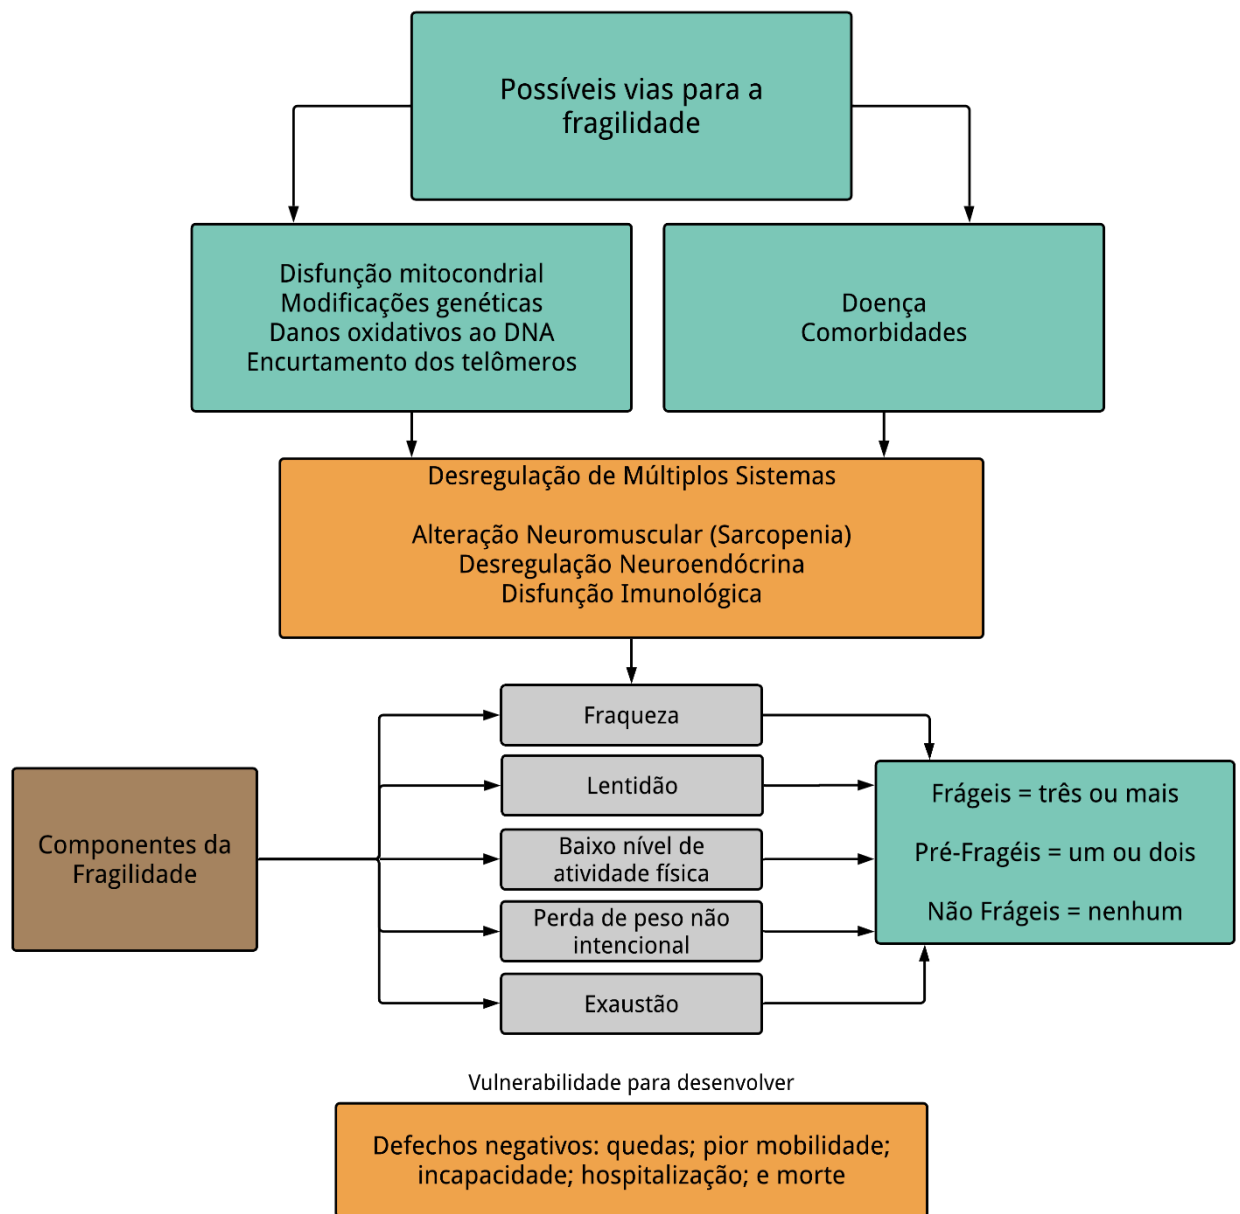 Possíveis vias para a
fragilidade
Disfunção mitocondrial
Modificações genéticas
Danos oxidativos ao DNA
Encurtamento dos telômeros
Doença
Comorbidades
Desregulação de Múltiplos Sistemas
Alteração Neuromuscular (Sarcopenia)
Desregulação Neuroendócrina
Disfunção Imunológica
Componentes da
Fragilidade
Fraqueza
Lentidão
Baixo nível de
atividade física
Perda de peso não
intencional
Exaustão
Frágeis = três ou mais
Pré-Fragéis = um ou dois
Não Frágeis = nenhum
Vulnerabilidade para desenvolver
Defechos negativos: quedas; pior mobilidade;
incapacidade; hospitalização; e morte